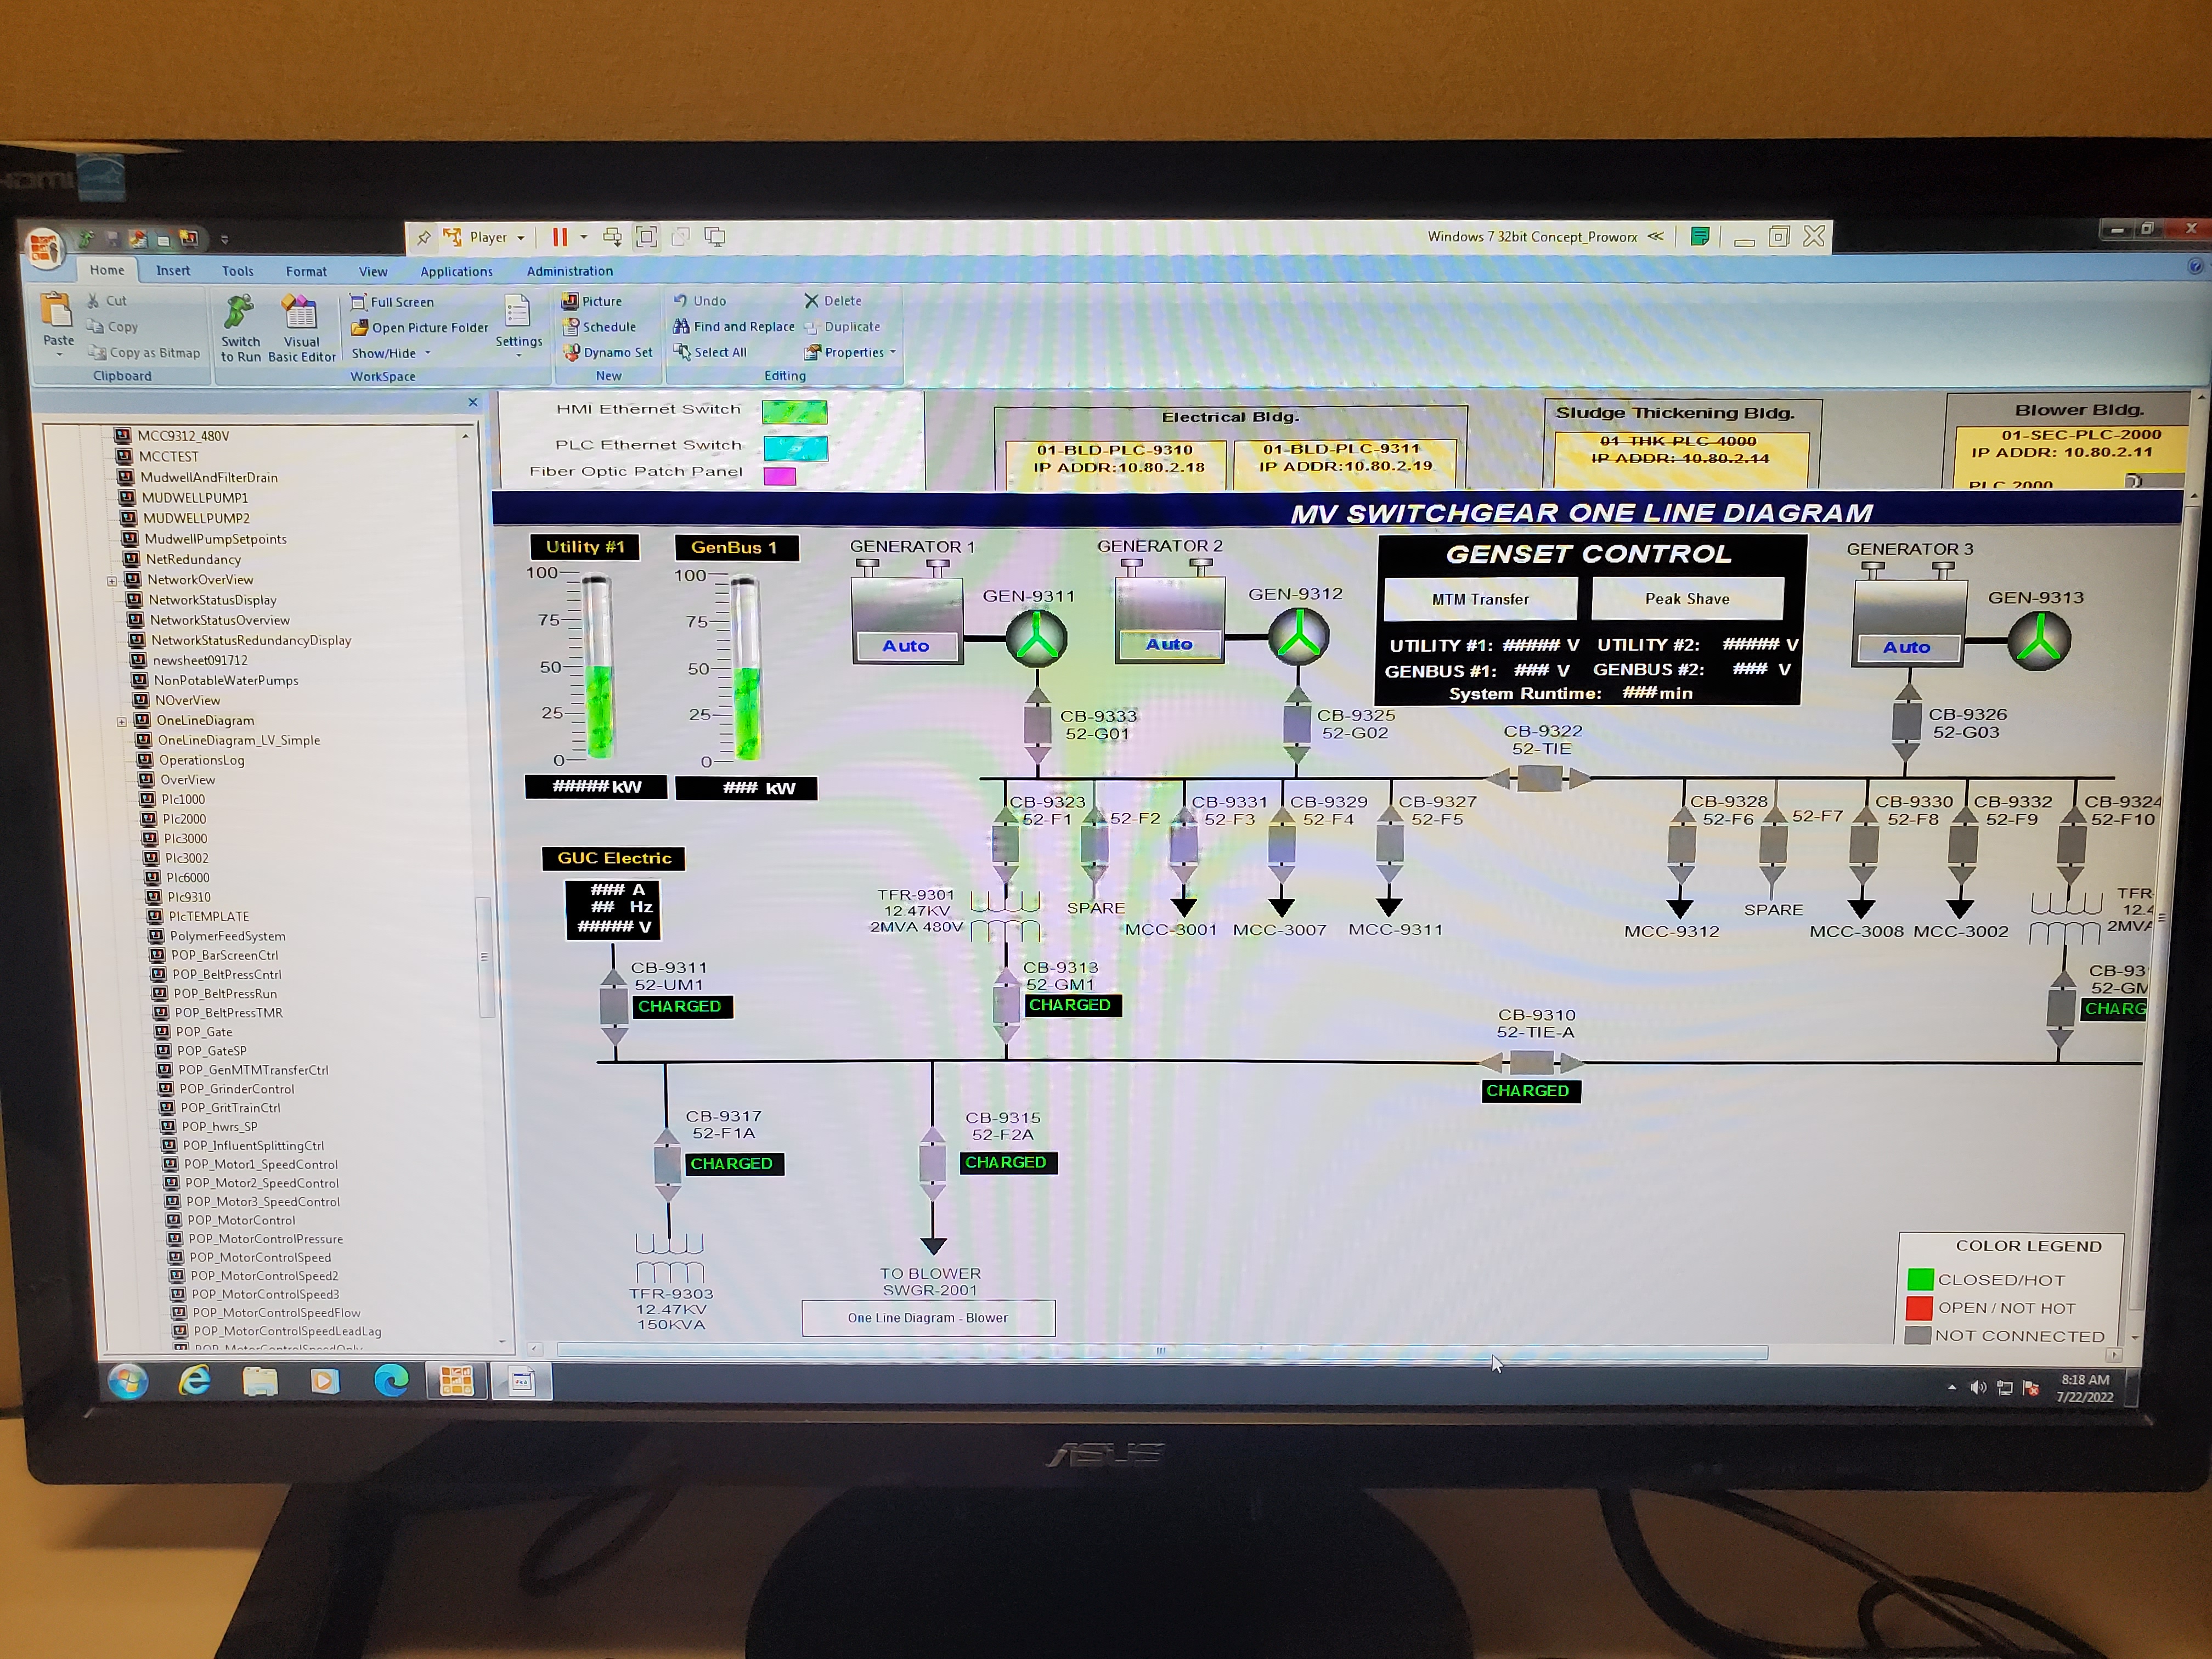 HDMI
Player
Windows 7 32bit Concept_Proworx
Home Insert Tools Format View Applications Administration
Paste
Cut
Copy
Copy as Bitmap
Clipboard
Switch to Run
Visual Basic Editor
Full Screen
Open Picture Folder
Show/Hide
Settings
WorkSpace
Picture
Schedule
Dynamo Set
New
Undo
Find and Replace
Select All
Delete
Duplicate
Properties
Editing
MCC9312_480V
MCCTEST
MudwellAndFilterDrain
MUDWELLPUMP1
MUDWELLPUMP2
MudwellPumpSetpoints
NetRedundancy
NetworkOverView
NetworkStatusDisplay
NetworkStatusOverview
NetworkStatusRedundancyDisplay
newsheet091712
NonPotableWaterPumps
NOverView
OneLineDiagram
OneLineDiagram_LV_Simple
OperationsLog
OverView
Plc1000
Plc2000
Plc3000
Plc3002
Plc6000
Plc9310
PlcTEMPLATE
PolymerFeedSystem
POP_BarScreenCtrl
POP_BeltPressCntrl
POP_BeltPressRun
POP_BeltPressTMR
POP_Gate
POP_GateSP
POP_GenMTMTransferCtrl
POP_GrinderControl
POP_GritTrainCtrl
POP_hwrs_SP
POP_InfluentSplittingCtrl
POP_Motor1_SpeedControl
POP_Motor2_SpeedControl
POP_Motor3_SpeedControl
POP_MotorControl
POP_MotorControlPressure
POP_MotorControlSpeed
POP_MotorControlSpeed2
POP_MotorControlSpeed3
POP_MotorControlSpeedFlow
POP_MotorControlSpeedLeadLag
HMI Ethernet Switch
PLC Ethernet Switch
Fiber Optic Patch Panel
Electrical Bldg.
01-BLD-PLC-9310
IP ADDR:10.80.2.18
01-BLD-PLC-9311
IP ADDR:10.80.2.19
Sludge Thickening Bldg.
01-THK-PLC-4000
IP ADDR: 10.80.2.14
Blower Bldg.
01-SEC-PLC-2000
IP ADDR: 10.80.2.11
PLC 2000
MV SWITCHGEAR ONE LINE DIAGRAM
Utility #1
100
75
50
25
0
##### kW
GenBus 1
100
75
50
25
0
### kW
GENERATOR 1
Auto
GEN-9311
GENERATOR 2
Auto
GEN-9312
GENSET CONTROL
MTM Transfer
Peak Shave
UTILITY #1: ##### V UTILITY #2: ##### V
GENBUS #1: ### V GENBUS #2: ### V
System Runtime: ### min
GENERATOR 3
Auto
GEN-9313
CB-9333
52-G01
CB-9325
52-G02
CB-9322
52-TIE
CB-9326
52-G03
CB-9323
52-F1
52-F2
CB-9331
52-F3
CB-9329
52-F4
CB-9327
52-F5
CB-9328
52-F6
52-F7
CB-9330
52-F8
CB-9332
52-F9
CB-9324
52-F10
GUC Electric
### A
## Hz
##### V
TFR-9301
12.47KV
2MVA 480V
SPARE
MCC-3001
MCC-3007
MCC-9311
MCC-9312
SPARE
MCC-3008
MCC-3002
TFR-
12.4
2MVA
CB-9311
52-UM1
CHARGED
CB-9313
52-GM1
CHARGED
CB-93
52-GM
CHARG
CB-9310
52-TIE-A
CHARGED
CB-9317
52-F1A
CHARGED
CB-9315
52-F2A
CHARGED
TFR-9303
12.47KV
150KVA
TO BLOWER
SWGR-2001
One Line Diagram - Blower
COLOR LEGEND
CLOSED/HOT
OPEN / NOT HOT
NOT CONNECTED
8:18 AM
7/22/2022
ASUS